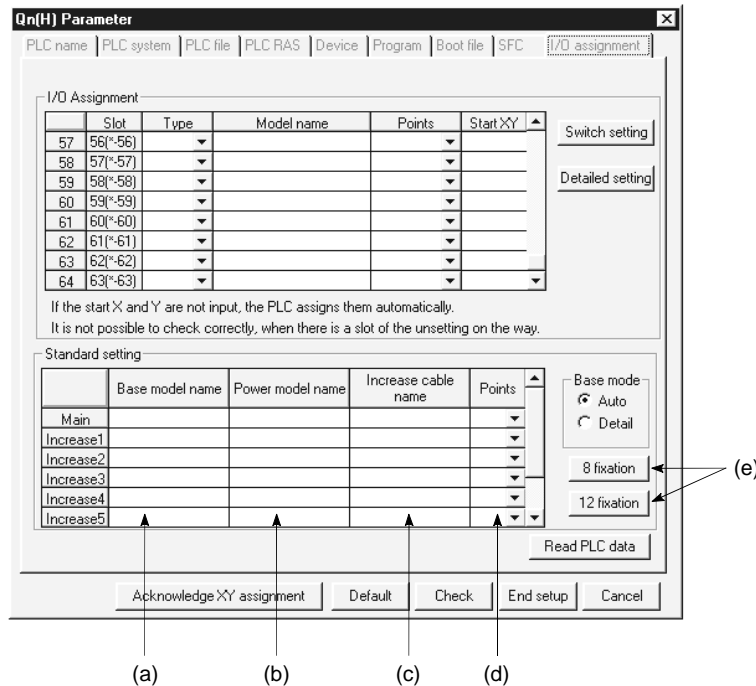 Qn(H) Parameter
PLC name PLC system PLC file PLC RAS Device Program Boot file SFC I/O assignment
I/O Assignment
Slot Type Model name Points Start XY
57 56(*-56)
58 57(*-57)
59 58(*-58)
60 59(*-59)
61 60(*-60)
62 61(*-61)
63 62(*-62)
64 63(*-63)
Switch setting
Detailed setting
If the start X and Y are not input, the PLC assigns them automatically.
It is not possible to check correctly, when there is a slot of the unsetting on the way.
Standard setting
Base model name Power model name Increase cable name Points
Main
Increase1
Increase2
Increase3
Increase4
Increase5
Base mode
Auto
Detail
8 fixation
12 fixation
(e)
Read PLC data
Acknowledge XY assignment Default Check End setup Cancel
(a) (b) (c) (d)